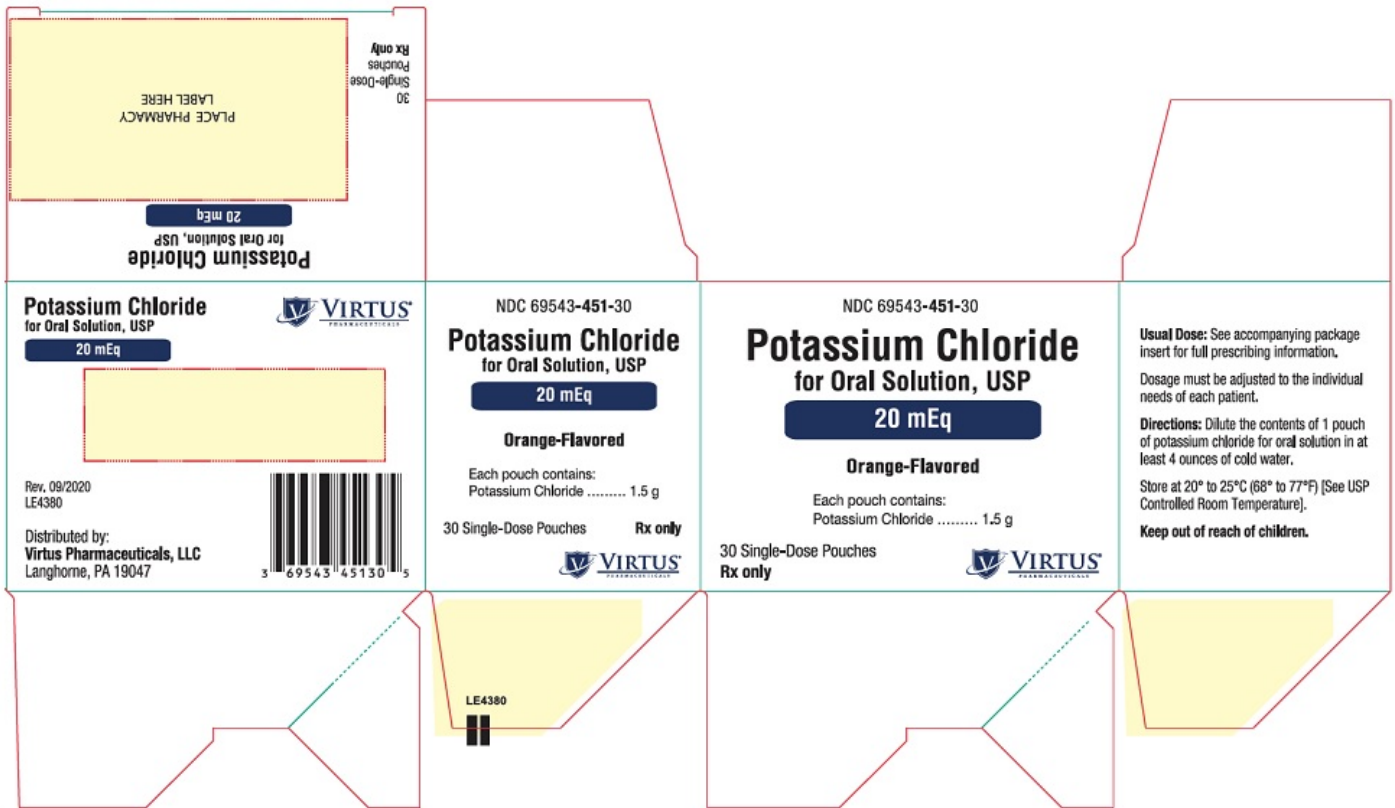 30
Single-Dose
Pouches
Rx only
PLACE PHARMACY
LABEL HERE
Potassium Chloride
for Oral Solution, USP
20 mEq
Potassium Chloride
for Oral Solution, USP
20 mEq
VIRTUS®
PHARMACEUTICALS
Rev. 09/2020
LE4380
Distributed by:
Virtus Pharmaceuticals, LLC
Langhorne, PA 19047
3 69543 45130 5
NDC 69543-451-30
Potassium Chloride
for Oral Solution, USP
20 mEq
Orange-Flavored
Each pouch contains:
Potassium Chloride ......... 1.5 g
30 Single-Dose Pouches Rx only
VIRTUS®
PHARMACEUTICALS
LE4380
NDC 69543-451-30
Potassium Chloride
for Oral Solution, USP
20 mEq
Orange-Flavored
Each pouch contains:
Potassium Chloride ......... 1.5 g
30 Single-Dose Pouches
Rx only
VIRTUS®
PHARMACEUTICALS
Usual Dose: See accompanying package
insert for full prescribing information.
Dosage must be adjusted to the individual
needs of each patient.
Directions: Dilute the contents of 1 pouch
of potassium chloride for oral solution in at
least 4 ounces of cold water.
Store at 20° to 25°C (68° to 77°F) [See USP
Controlled Room Temperature].
Keep out of reach of children.